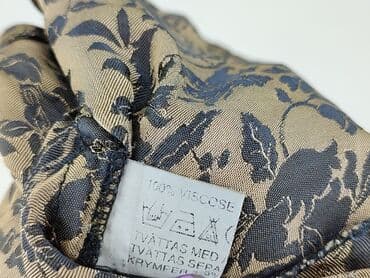 100% VISCOSE
TVÄTTAS MED
TVÄTTAS SEPA
KRYMPER